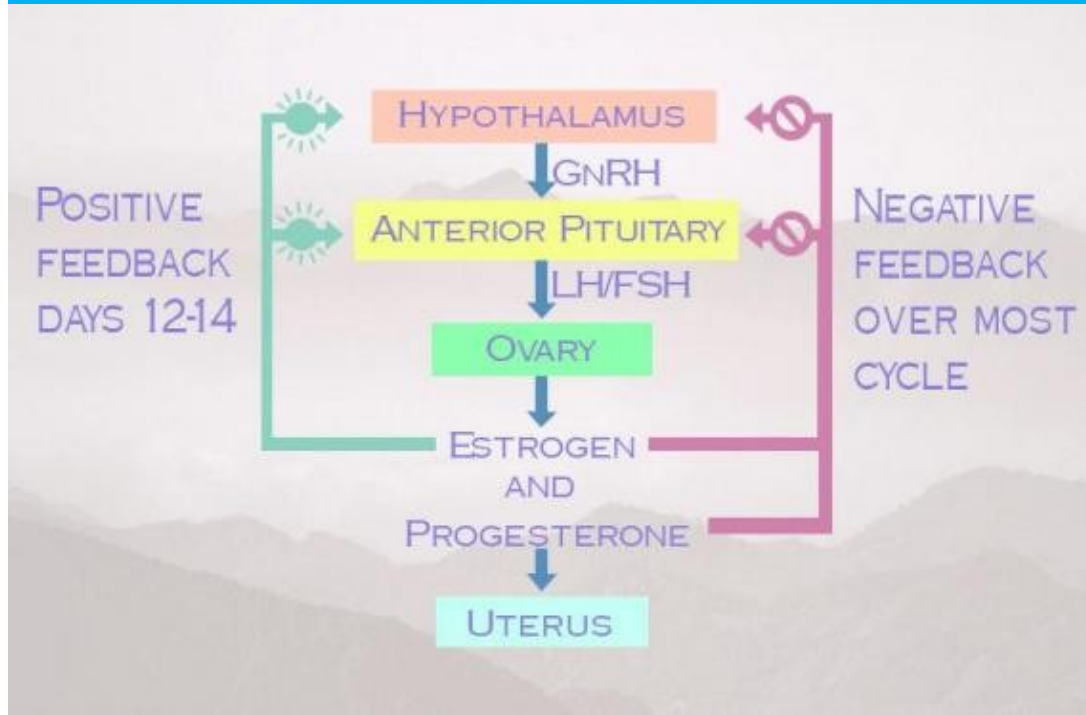 HYPOTHALAMUS
GNRH
ANTERIOR PITUITARY
LH/FSH
OVARY
ESTROGEN
AND
PROGESTERONE
UTERUS
POSITIVE
FEEDBACK
DAYS 12-14
NEGATIVE
FEEDBACK
OVER MOST
CYCLE